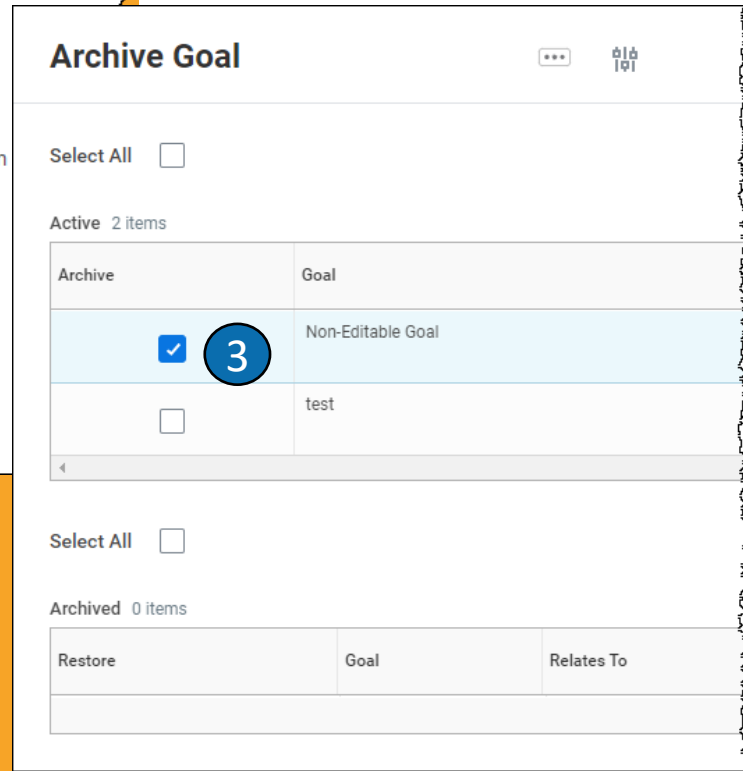 Archive Goal
Select All
Active 2 items
Archive Goal
Non-Editable Goal
3
test
Select All
Archived 0 items
Restore Goal Relates To